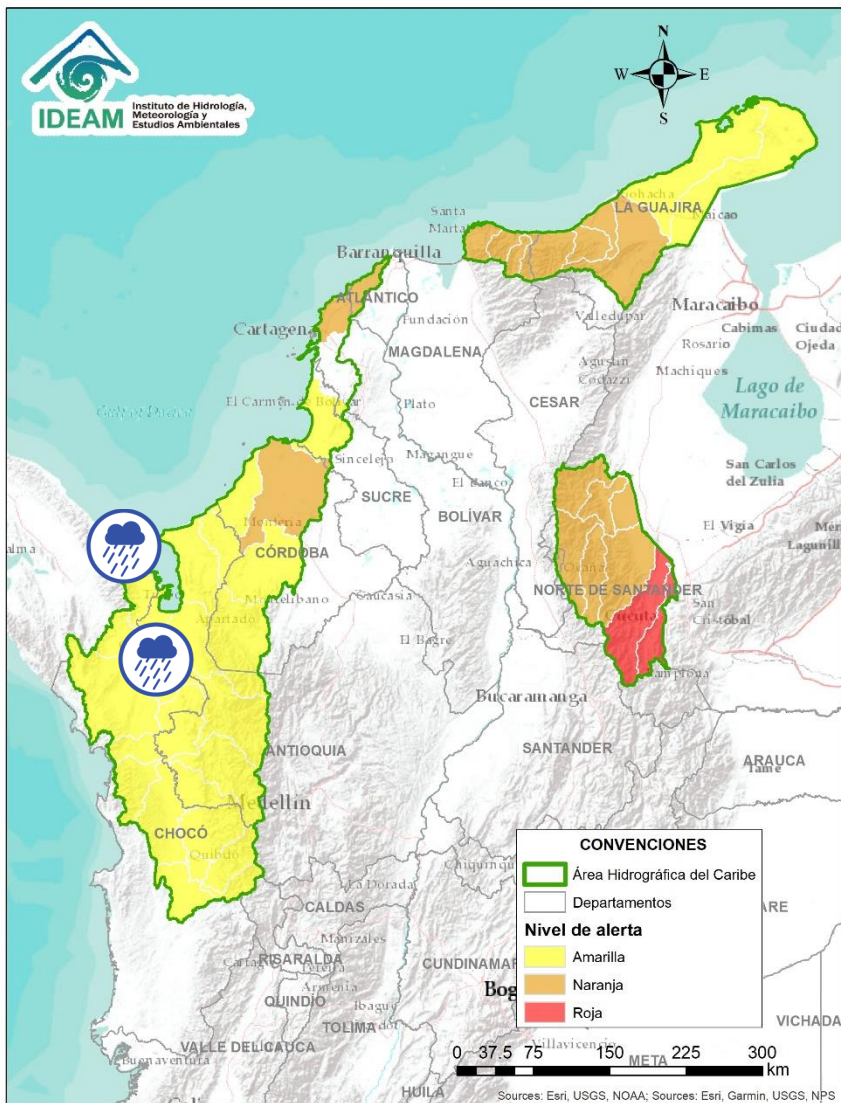 IDEAM
Instituto de Hidrología,
Meteorología y
Estudios Ambientales
N
W
E
S
Santa
Marta
LA GUAJIRA
Maicao
Barranquilla
ATLÁNTICO
Cartagena
Fundación
Valledupar
Maracaibo
Cabimas
Ciudad
Ojeda
Rosario
Machiques
MAGDALENA
Agustín
Codazzi
CESAR
Lago de
Maracaibo
El Carmen de Bolívar
Plato
Sincelejo
Magangue
San Carlos
del Zulia
SUCRE
El Banco
BOLÍVAR
Montería
El Vigia
CÓRDOBA
Aguachica
Ocaña
NORTE DE SANTANDER
San
Cristóbal
Cúcuta
Montelíbano
Caucasia
Apartadó
El Bagre
Pamplona
Bucaramanga
ANTIOQUIA
SANTANDER
ARAUCA
Tame
Medellín
CHOCÓ
Quibdó
La Dorada
CALDAS
Manizales
RISARALDA
Pereira
Armenia
QUINDÍO
Ibague
TOLIMA
CUNDINAMAR
Bog
VICHADA
Villavicencio
META
VALLE DEL CAUCA
Buenaventura
HUILA
CONVENCIONES
Área Hidrográfica del Caribe
Departamentos
Nivel de alerta
Amarilla
Naranja
Roja
0 37.5 75 150 225 300
km
Sources: Esri, USGS, NOAA; Sources: Esri, Garmin, USGS, NPS